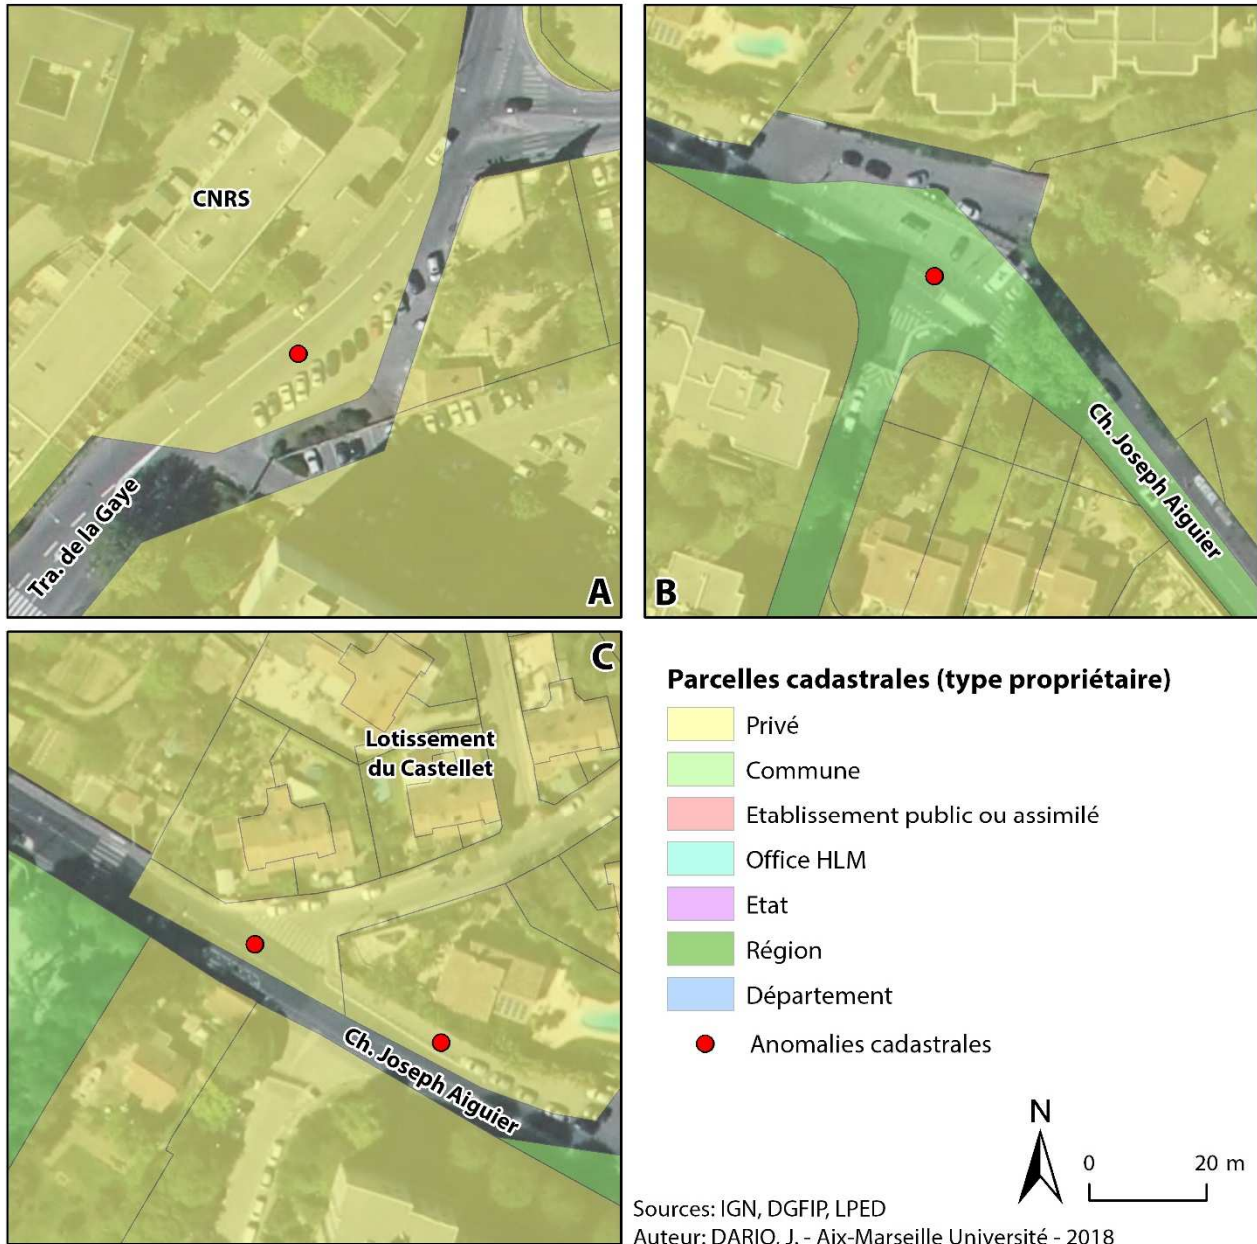 CNRS
Tra. de la Gaye
A
B
Ch. Joseph Aiguier
C
Lotissement
du Castellet
Ch. Joseph Aiguier
Parcelles cadastrales (type propriétaire)
Privé
Commune
Etablissement public ou assimilé
Office HLM
Etat
Région
Département
Anomalies cadastrales
N
0 20 m
Sources: IGN, DGFIP, LPED
Auteur: DARIO, J. - Aix-Marseille Université - 2018